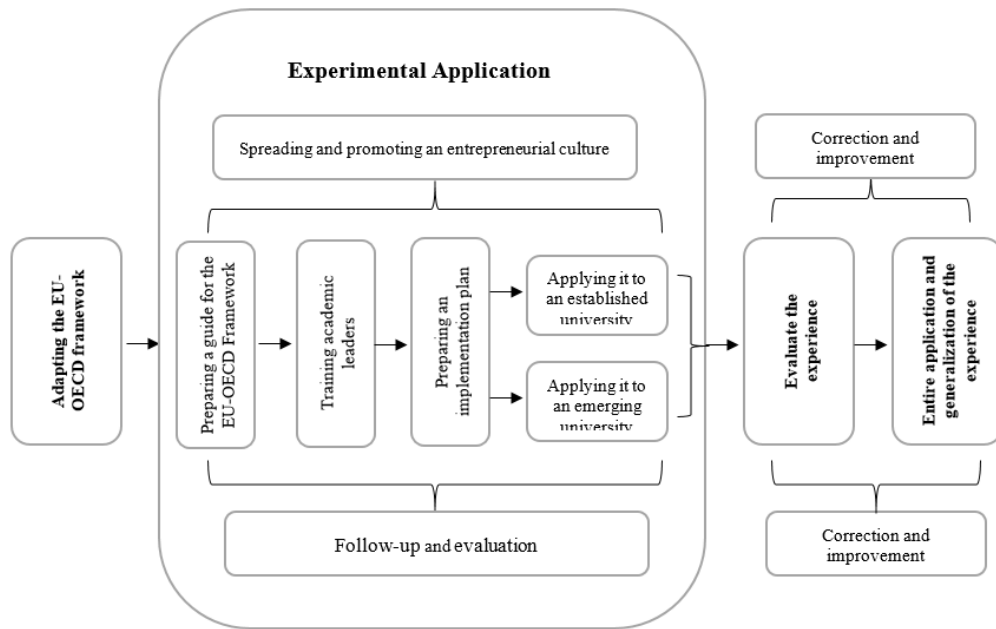 Experimental Application
Spreading and promoting an entrepreneurial culture
Correction and
improvement
Adapting the EU-
OECD framework
Preparing a guide for the
EU-OECD Framework
Training academic
leaders
Preparing an
implementation plan
Applying it to
an established
university
Applying it to
an emerging
university
Evaluate the
experience
Entire application and
generalization of the
experience
Follow-up and evaluation
Correction and
improvement